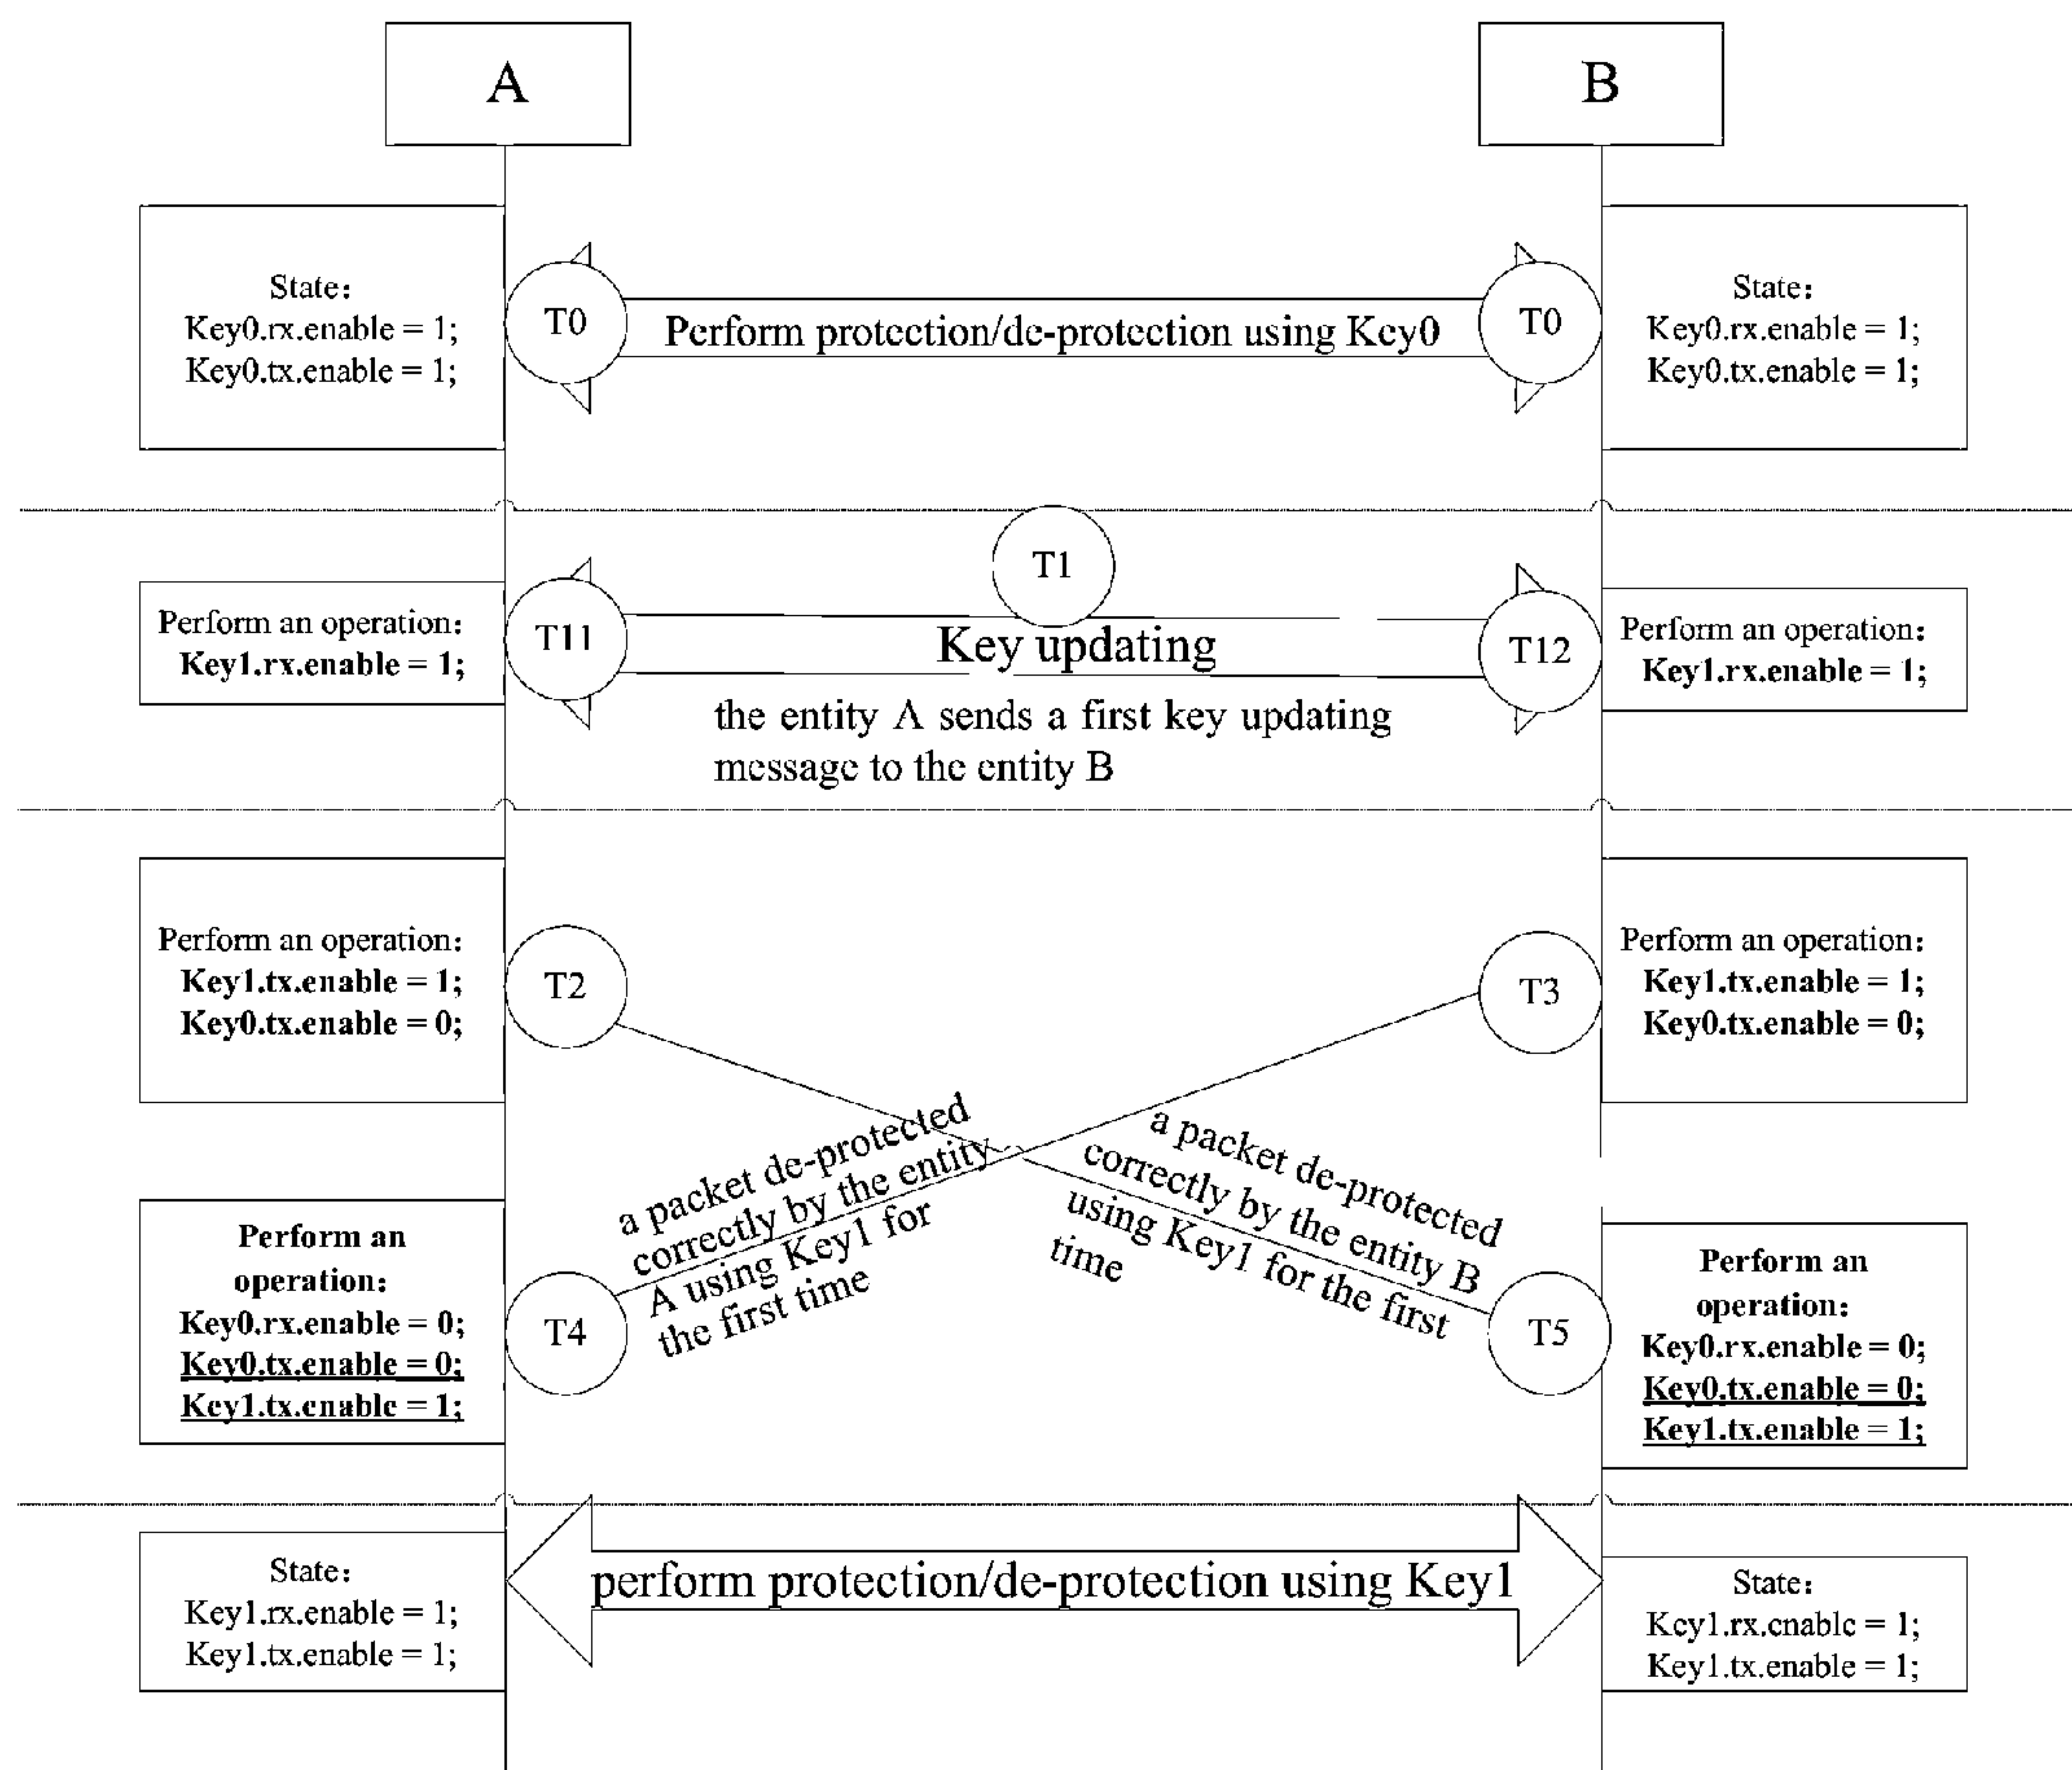 A
B
State:
Key0.rx.enable = 1;
Key0.tx.enable = 1;
T0
Perform protection/de-protection using Key0
T0
State:
Key0.rx.enable = 1;
Key0.tx.enable = 1;
T1
Perform an operation:
Key1.rx.enable = 1;
T11
Key updating
T12
Perform an operation:
Key1.rx.enable = 1;
the entity A sends a first key updating
message to the entity B
Perform an operation:
Key1.tx.enable = 1;
Key0.tx.enable = 0;
T2
T3
Perform an operation:
Key1.tx.enable = 1;
Key0.tx.enable = 0;
a packet de-protected
correctly by the entity
A using Key1 for
the first time
a packet de-protected
correctly by the entity B
using Key1 for the first
time
Perform an
operation:
Key0.rx.enable = 0;
Key0.tx.enable = 0;
Key1.tx.enable = 1;
T4
T5
Perform an
operation:
Key0.rx.enable = 0;
Key0.tx.enable = 0;
Key1.tx.enable = 1;
State:
Key1.rx.enable = 1;
Key1.tx.enable = 1;
perform protection/de-protection using Key1
State:
Key1.rx.enable = 1;
Key1.tx.enable = 1;